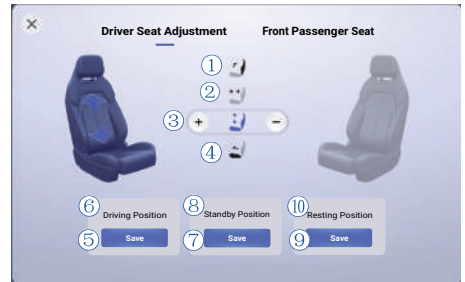 Driver Seat Adjustment Front Passenger Seat
①
②
③ + −
④
⑥ Driving Position ⑧ Standby Position ⑩ Resting Position
⑤ Save ⑦ Save ⑨ Save